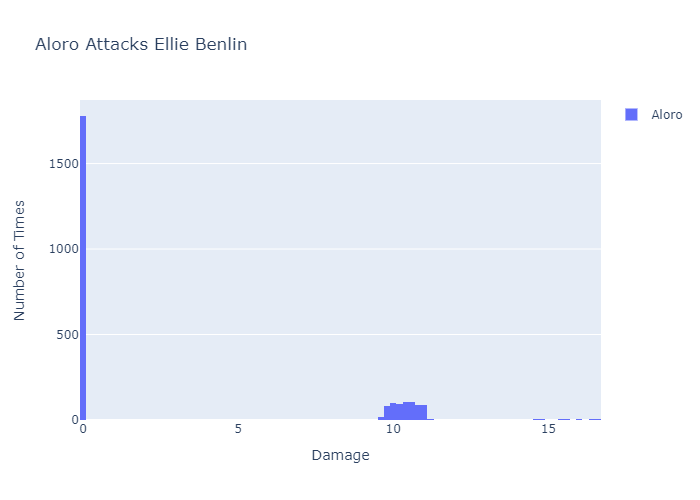 Aloro Attacks Ellie Benlin
Aloro
Number of Times
1500
1000
500
0
0 5 10 15
Damage